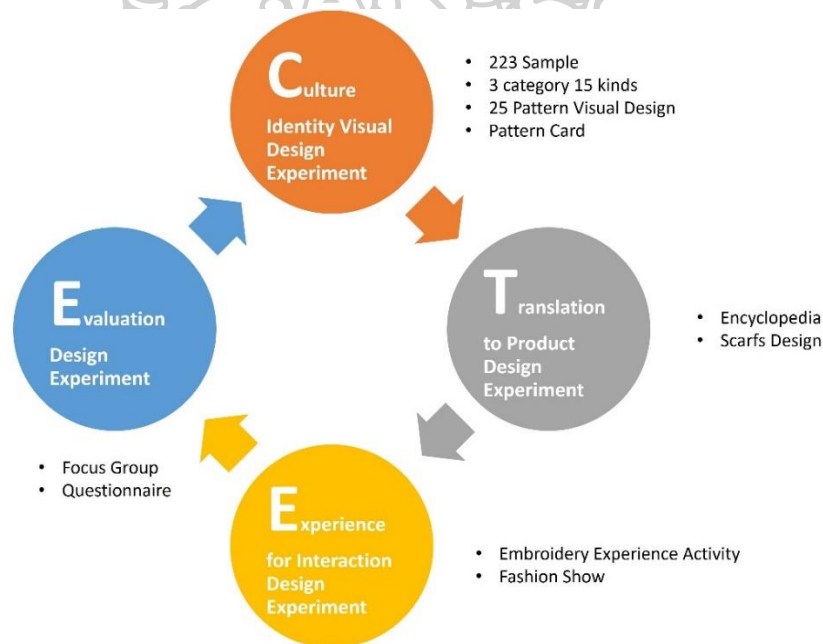 Culture
Identity Visual
Design
Experiment
• 223 Sample
• 3 category 15 kinds
• 25 Pattern Visual Design
• Pattern Card
Translation
to Product
Design
Experiment
• Encyclopedia
• Scarfs Design
Experience
for Interaction
Design
Experiment
• Embroidery Experience Activity
• Fashion Show
Evaluation
Design
Experiment
• Focus Group
• Questionnaire